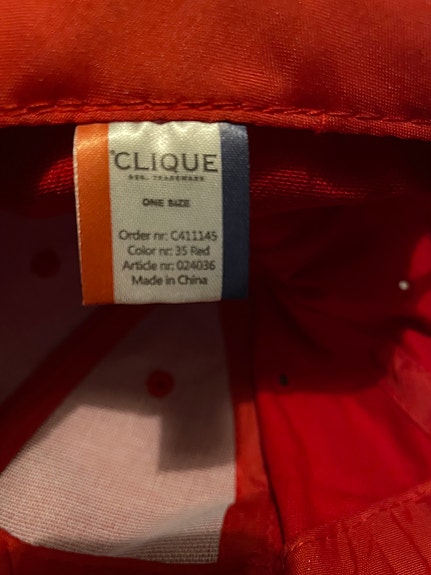 CLIQUE
REG. TRADEMARK
ONE SIZE
Order nr: C411145
Color nr: 35 Red
Article nr: 024036
Made in China